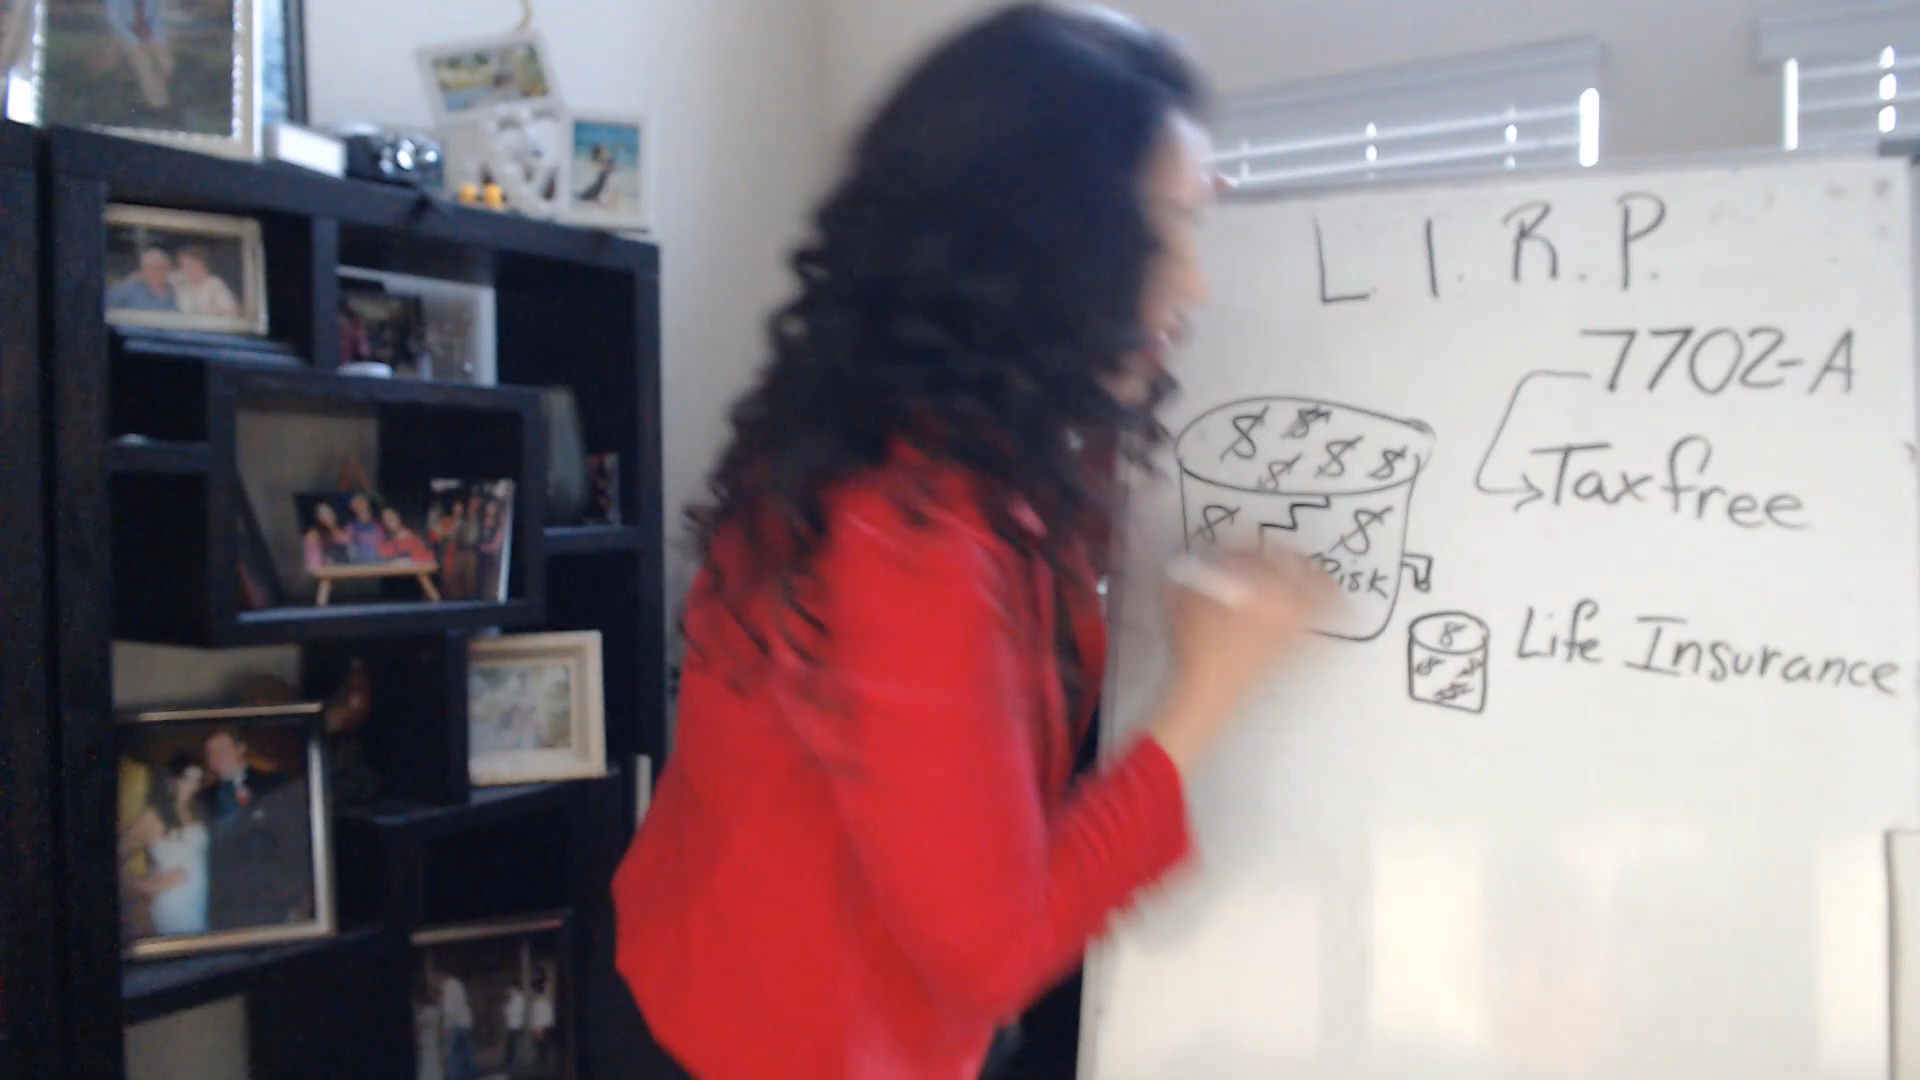 L. I. R. P.
7702-A
$ $ $ $ $
Tax free
$ $
Risk
$
Life Insurance